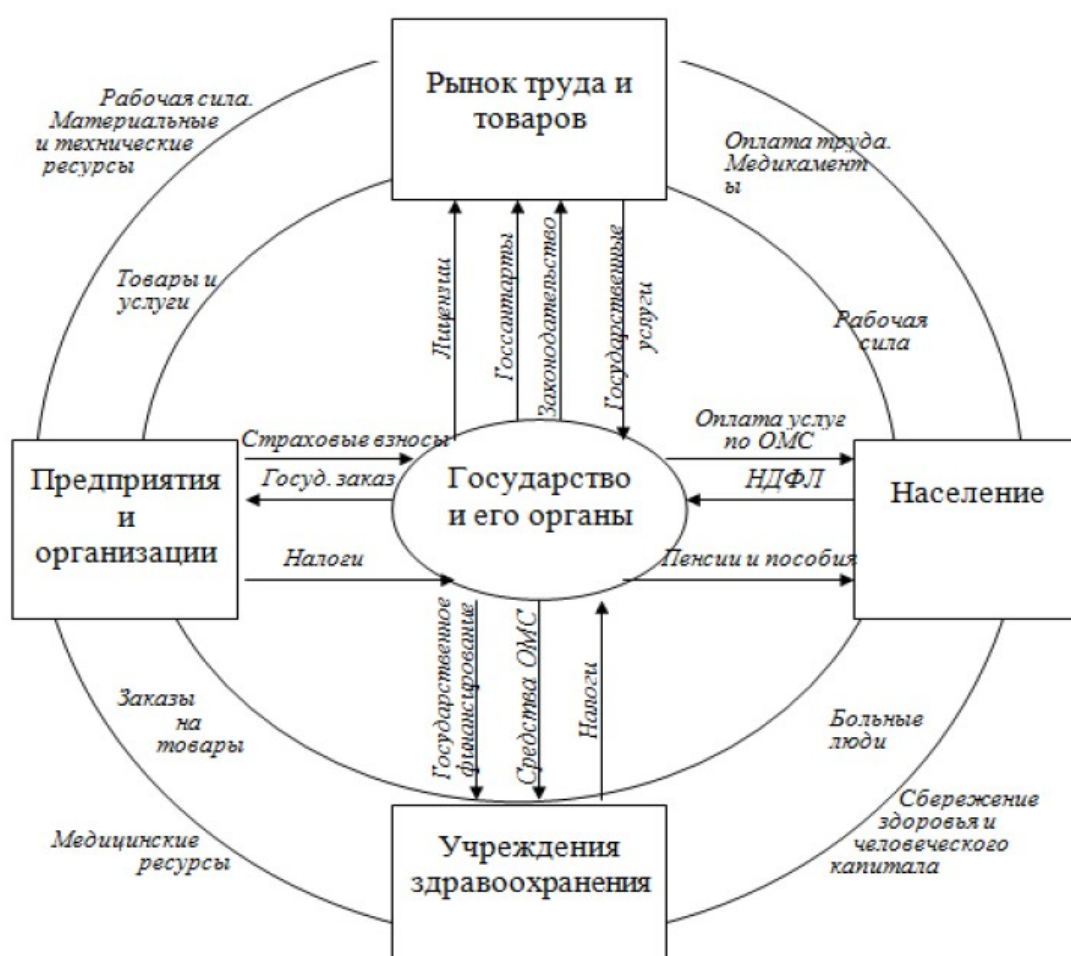 Рынок труда и
товаров
Рабочая сила.
Материальные
и технические
ресурсы
Оплата труда.
Медикамент
ы
Товары и
услуги
Рабочая
сила
Лицензии
Госсантарты
Законодательство
Государственные
услуги
Предприятия
и
организации
Страховые взносы
Госуд. заказ
Налоги
Государство
и его органы
Оплата услуг
по ОМС
НДФЛ
Пенсии и пособия
Население
Государственное
финансирование
Средства ОМС
Налоги
Заказы
на
товары
Больные
люди
Медицинские
ресурсы
Сбережение
здоровья и
человеческого
капитала
Учреждения
здравоохранения